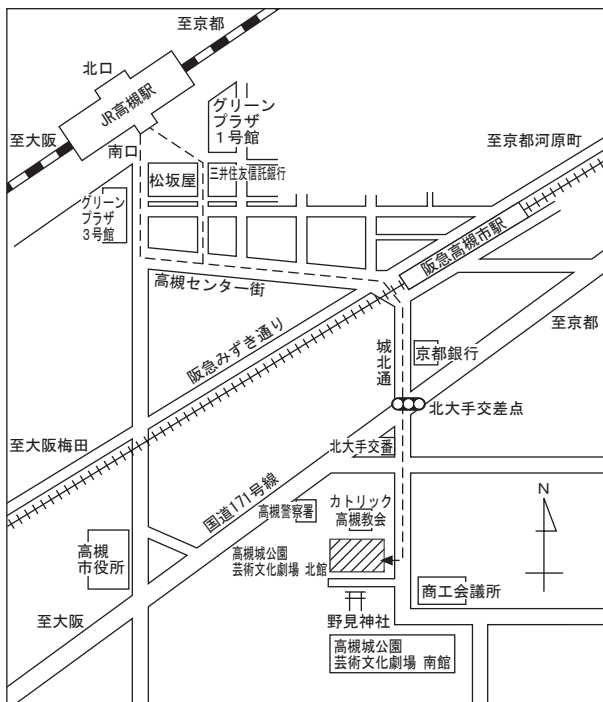 至京都
北口
JR高槻駅
至大阪
南口
グリーン
プラザ
1号館
至京都河原町
松坂屋
三井住友信託銀行
グリーン
プラザ
3号館
阪急高槻市駅
高槻センター街
至京都
阪急みずき通り
城北通
京都銀行
北大手交差点
至大阪梅田
北大手交番
国道171号線
カトリック
高槻教会
高槻警察署
N
高槻
市役所
高槻城公園
芸術文化劇場 北館
商工会議所
至大阪
野見神社
高槻城公園
芸術文化劇場 南館